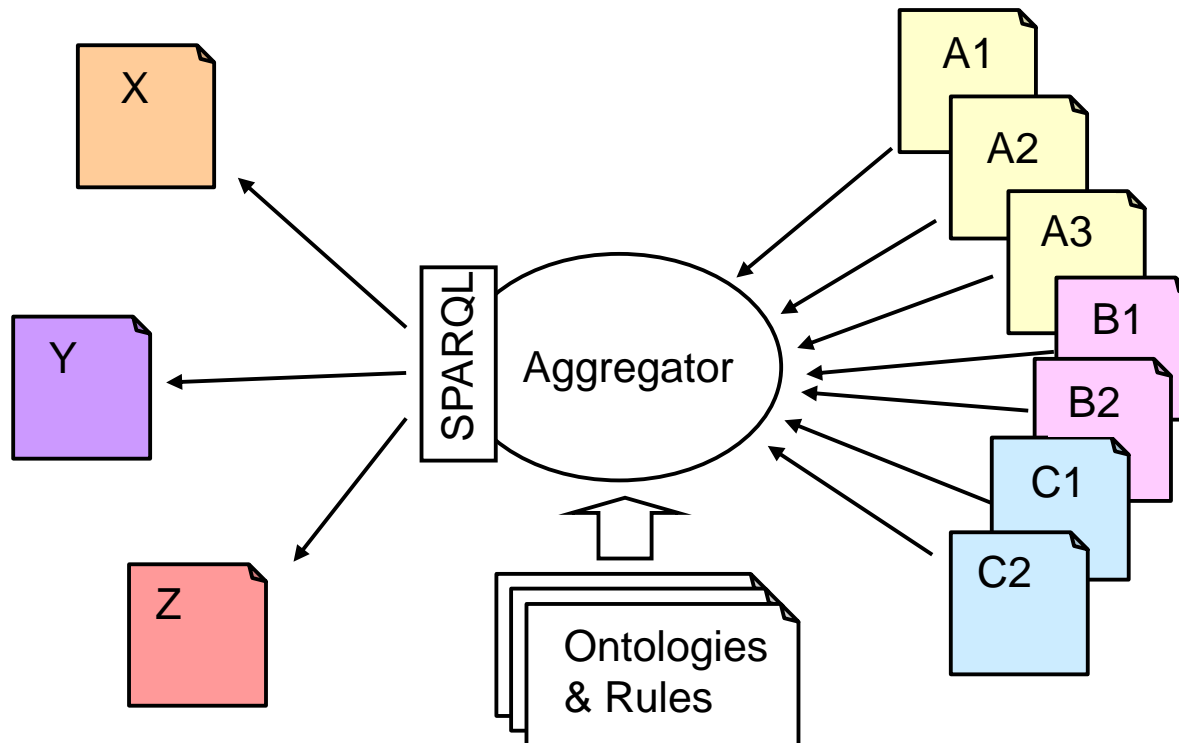 X
Y
Z
SPARQL
Aggregator
Ontologies
& Rules
A1
A2
A3
B1
B2
C1
C2